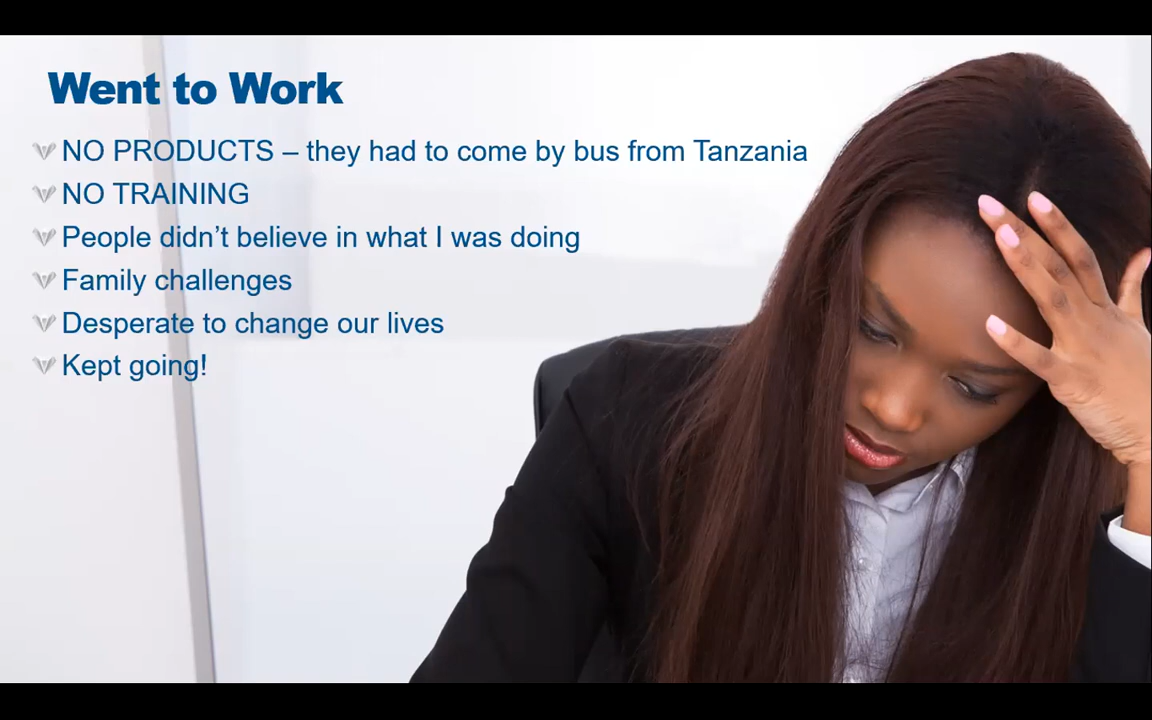 Went to Work
NO PRODUCTS – they had to come by bus from Tanzania
NO TRAINING
People didn’t believe in what I was doing
Family challenges
Desperate to change our lives
Kept going!